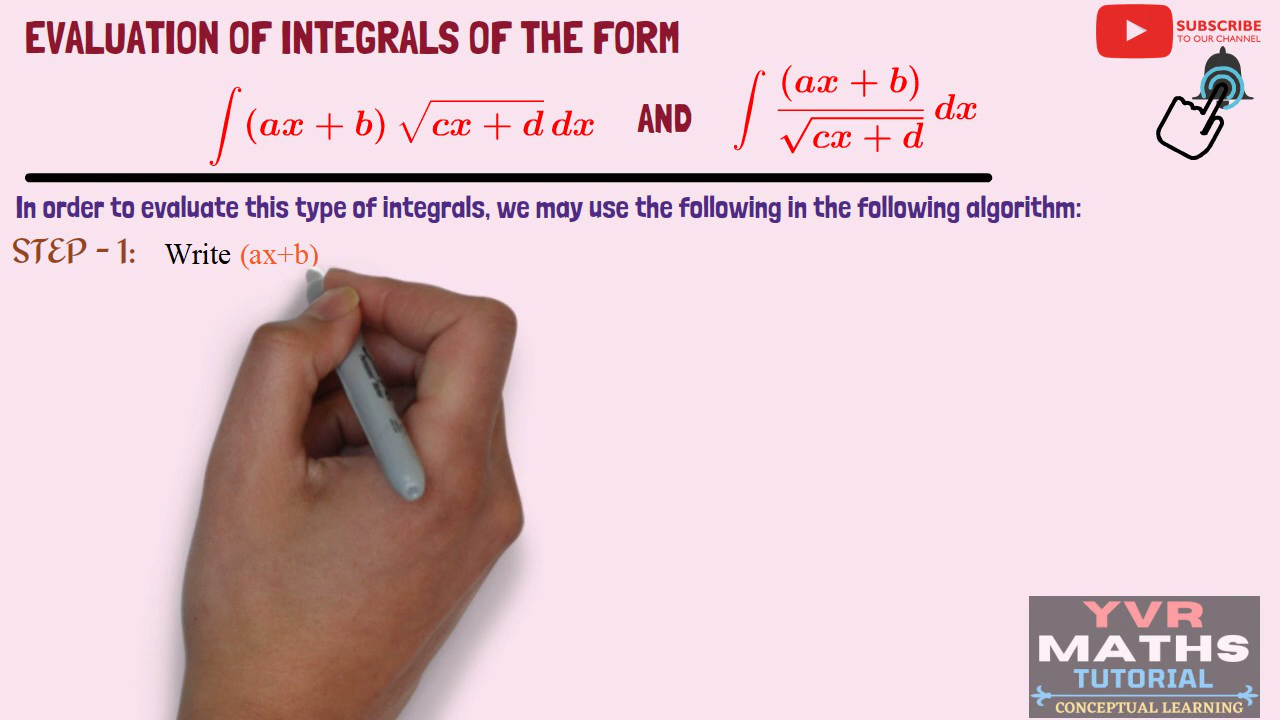 EVALUATION OF INTEGRALS OF THE FORM
SUBSCRIBE
TO OUR CHANNEL
∫ (ax + b) √(cx + d) dx AND ∫ (ax + b)/√(cx + d) dx
In order to evaluate this type of integrals, we may use the following in the following algorithm:
STEP - 1: Write (ax+b)
YVR
MATHS
TUTORIAL
CONCEPTUAL LEARNING